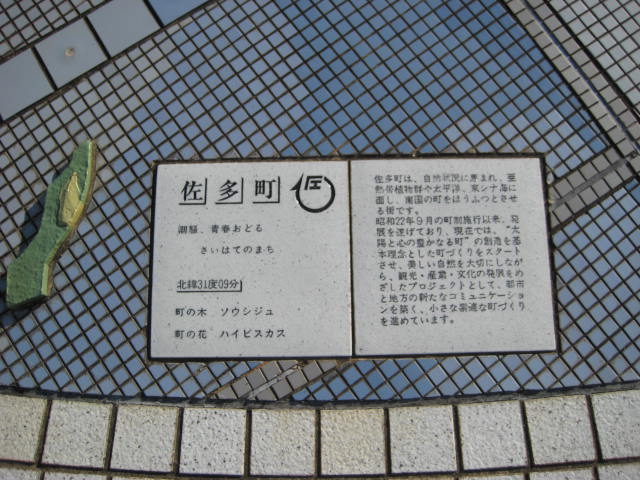 佐多町
潮騒、青春おどる
さいはてのまち
北緯31度09分
町の木 ソウシジュ
町の花 ハイビスカス
佐多町は、自然状況に恵まれ、亜
熱帯植物群や太平洋、東シナ海に
面し、南国の町をほうふつとさせ
る街です。
昭和22年9月の町制施行以来、発
展を遂げており、現在では、“太
陽と心の豊かなる町”の創造を基
本理念とした町づくりをスタート
させ、美しい自然を大切にしなが
ら、観光・産業・文化の発展をめ
ざしたプロジェクトとして、都市
と地方の新たなコミュニケーショ
ンを築く、小さな崇適な町づくり
を進めています。